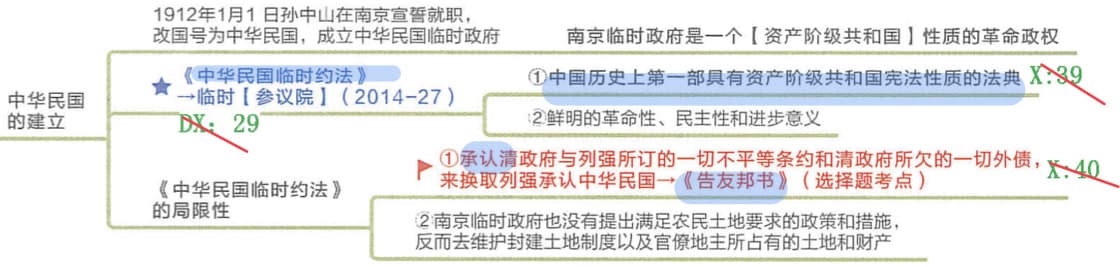 1912年1月1日孙中山在南京宣誓就职，
改国号为中华民国，成立中华民国临时政府
南京临时政府是一个【资产阶级共和国】性质的革命政权
中华民国
的建立
《中华民国临时约法》
→临时【参议院】（2014-27）
DX: 29
①中国历史上第一部具有资产阶级共和国宪法性质的法典
X:39
②鲜明的革命性、民主性和进步意义
《中华民国临时约法》
的局限性
①承认清政府与列强所订的一切不平等条约和清政府所欠的一切外债，
来换取列强承认中华民国→《告友邦书》（选择题考点）
X:40
②南京临时政府也没有提出满足农民土地要求的政策和措施，
反而去维护封建土地制度以及官僚地主所占有的土地和财产